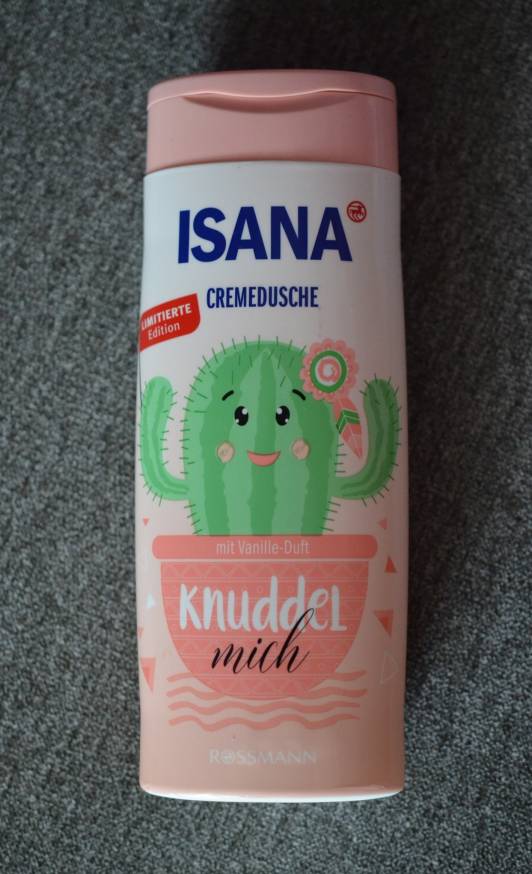 ISANA
CREMEDUSCHE
LIMITIERTE
Edition
mit Vanille-Duft
Knuddel
mich
ROSSMANN